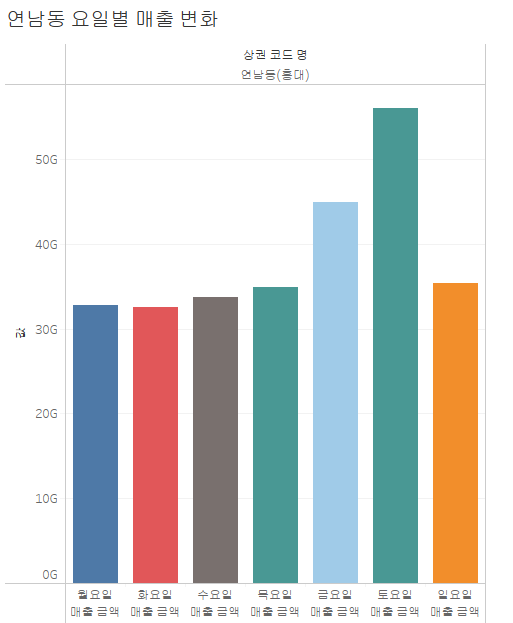 연남동 요일별 매출 변화
상권 코드 명
연남동(홍대)
50G
40G
30G
20G
10G
0G
값
월요일 화요일 수요일 목요일 금요일 토요일 일요일
매출 금액 매출 금액 매출 금액 매출 금액 매출 금액 매출 금액 매출 금액